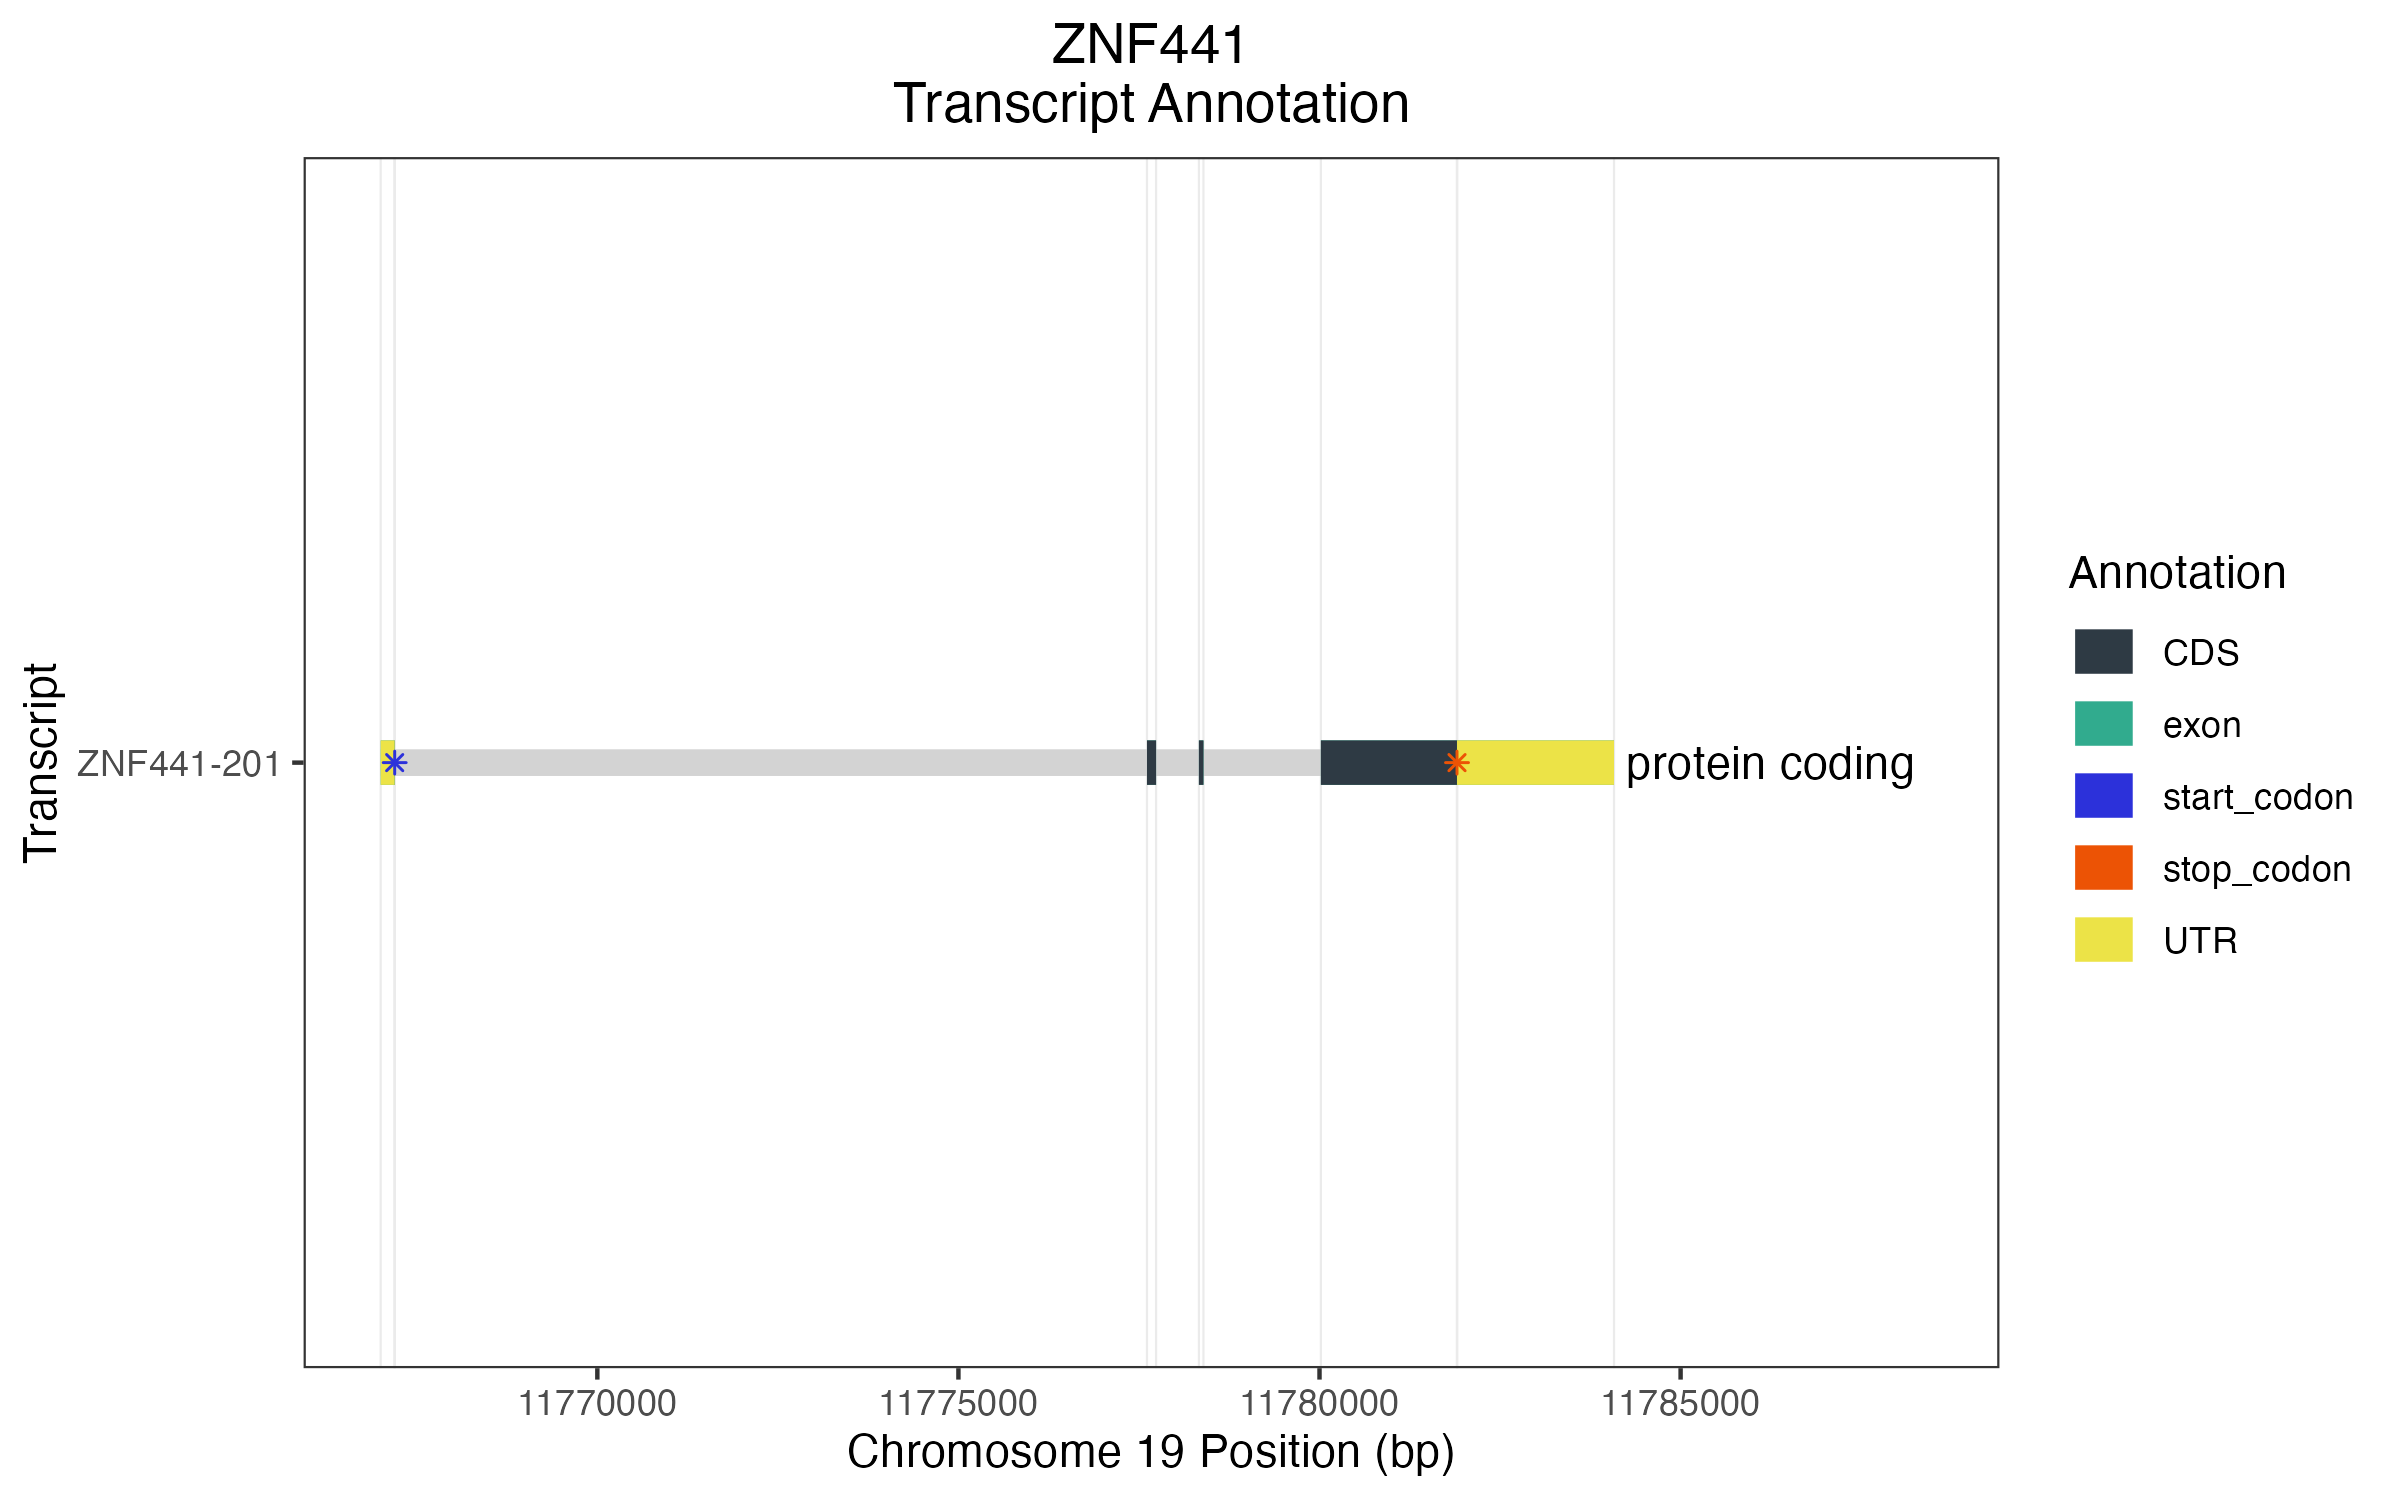 ZNF441
Transcript Annotation
Transcript
ZNF441-201
protein coding
11770000
11775000
11780000
11785000
Chromosome 19 Position (bp)
Annotation
CDS
exon
start_codon
stop_codon
UTR